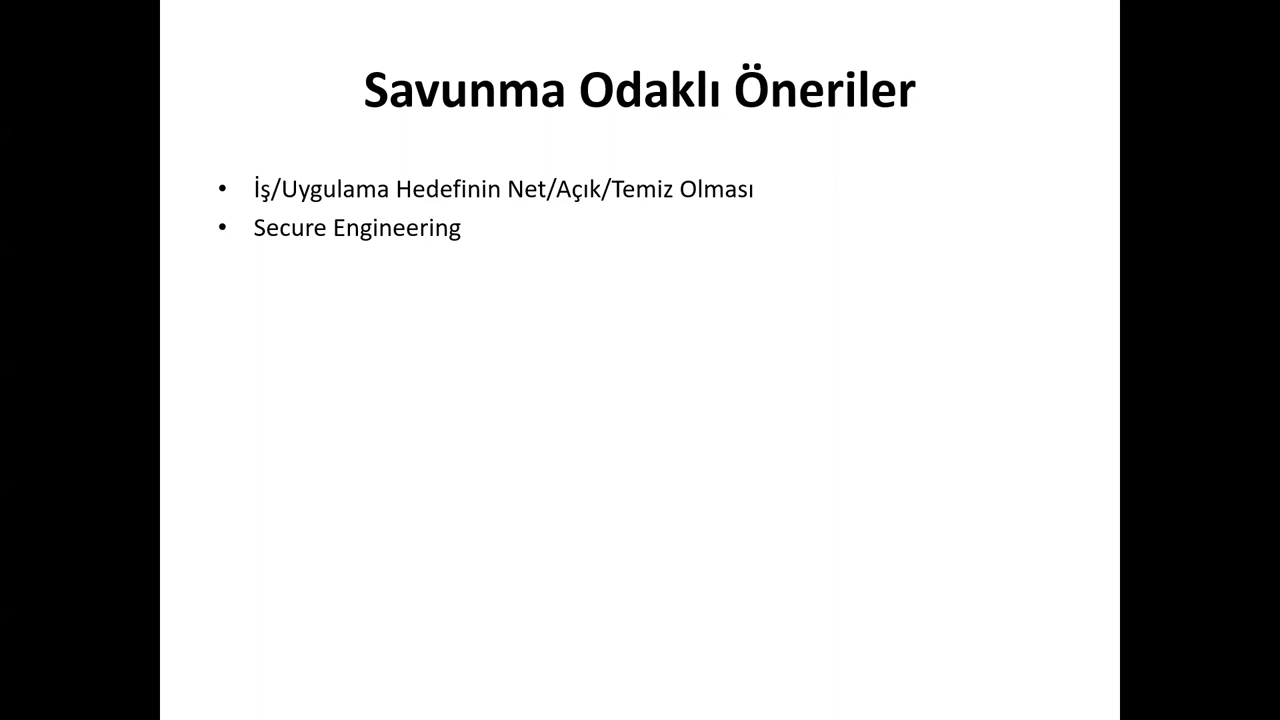 Savunma Odaklı Öneriler
• İş/Uygulama Hedefinin Net/Açık/Temiz Olması
• Secure Engineering